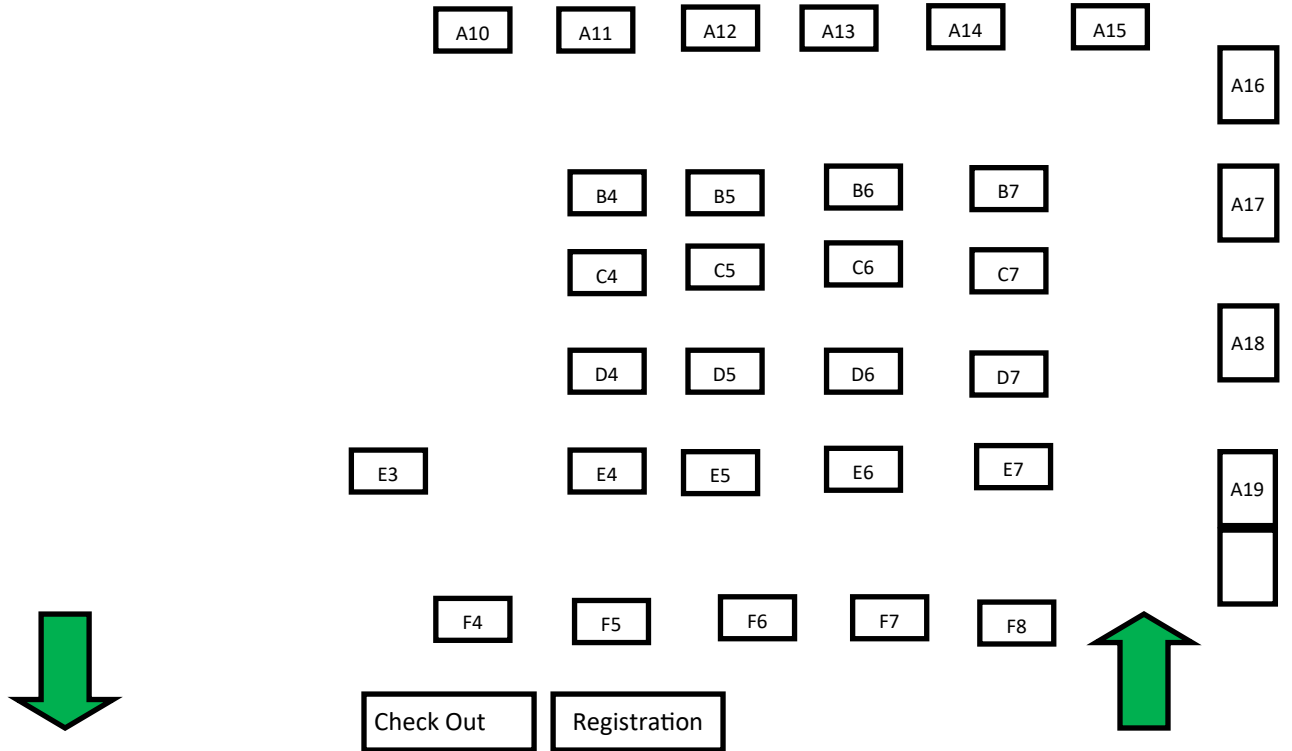 A10 A11 A12 A13 A14 A15
A16
B4 B5 B6 B7 A17
C4 C5 C6 C7
D4 D5 D6 D7 A18
E3 E4 E5 E6 E7 A19
F4 F5 F6 F7 F8
Check Out Registration